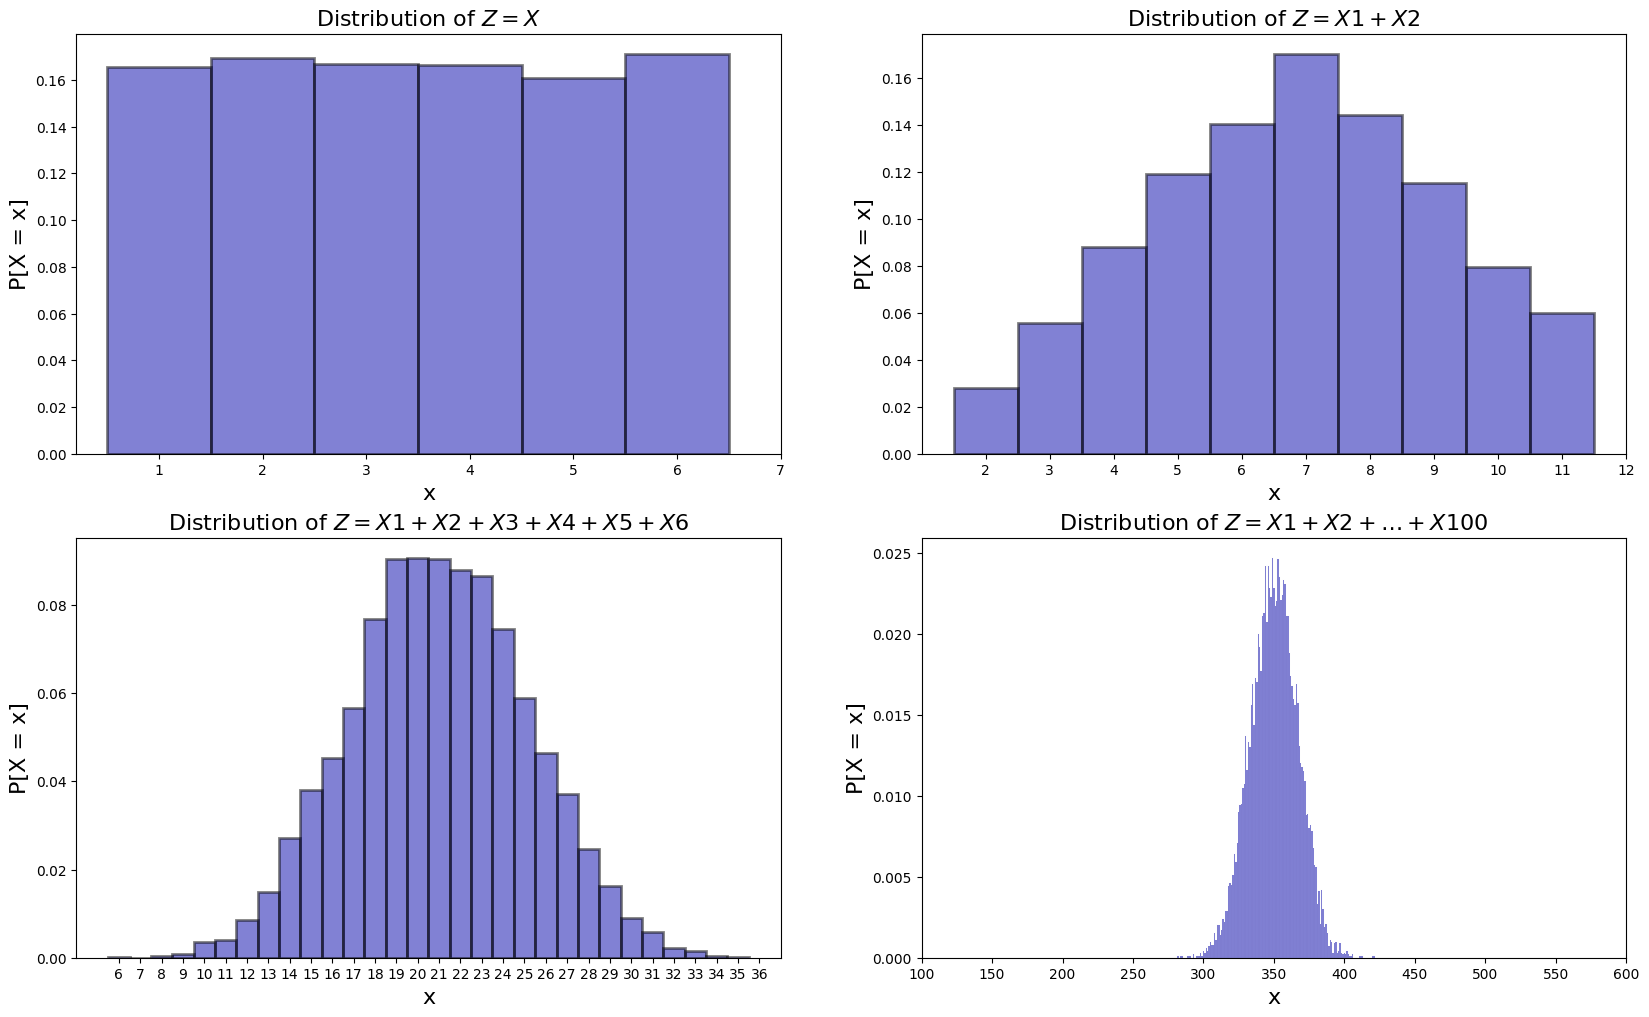 Distribution of Z = X
P[X = x]
0.16
0.14
0.12
0.10
0.08
0.06
0.04
0.02
0.00
1 2 3 4 5 6 7
x
Distribution of Z = X1 + X2
P[X = x]
0.16
0.14
0.12
0.10
0.08
0.06
0.04
0.02
0.00
2 3 4 5 6 7 8 9 10 11 12
x
Distribution of Z = X1 + X2 + X3 + X4 + X5 + X6
P[X = x]
0.08
0.06
0.04
0.02
0.00
6 7 8 9 10 11 12 13 14 15 16 17 18 19 20 21 22 23 24 25 26 27 28 29 30 31 32 33 34 35 36
x
Distribution of Z = X1 + X2 + ... + X100
P[X = x]
0.025
0.020
0.015
0.010
0.005
0.000
100 150 200 250 300 350 400 450 500 550 600
x